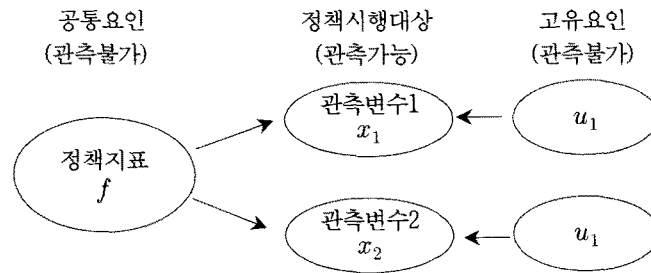 공통요인 정책시행대상 고유요인
(관측불가) (관측가능) (관측불가)
관측변수1
x₁ u₁
정책지표
f
관측변수2
x₂ u₁